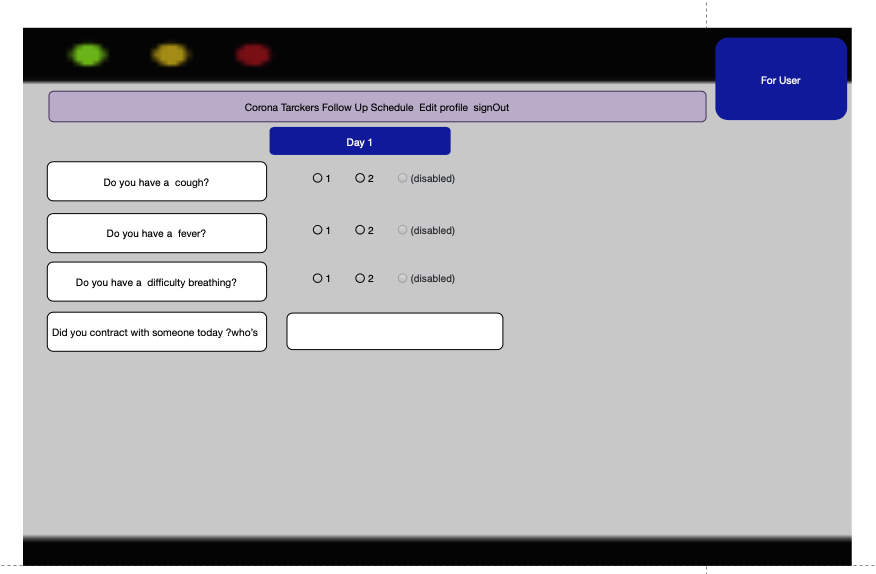 For User
Corona Tarckers Follow Up Schedule  Edit profile  signOut
Day 1
Do you have a  cough?
1 2 (disabled)
Do you have a  fever?
1 2 (disabled)
Do you have a  difficulty breathing?
1 2 (disabled)
Did you contract with someone today ?who's